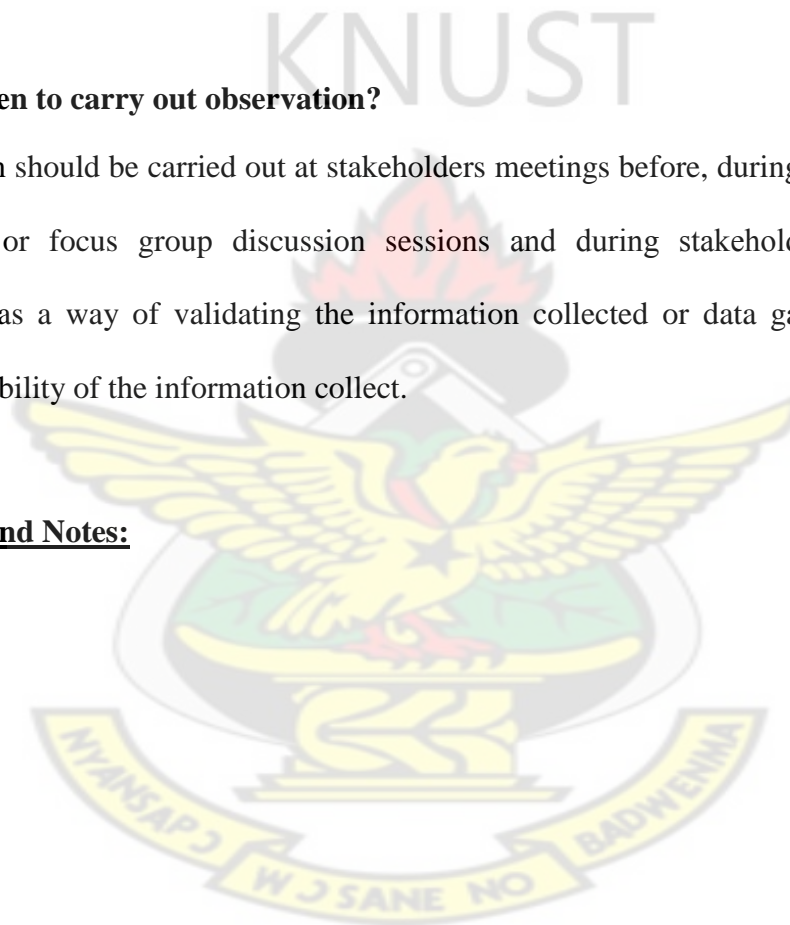 KNUST
en to carry out observation?
n should be carried out at stakeholders meetings before, during
or focus group discussion sessions and during stakehol
as a way of validating the information collected or data ga
bility of the information collect.
nd Notes:
NYANSAPƆ WƆSANE NO BADWENMA